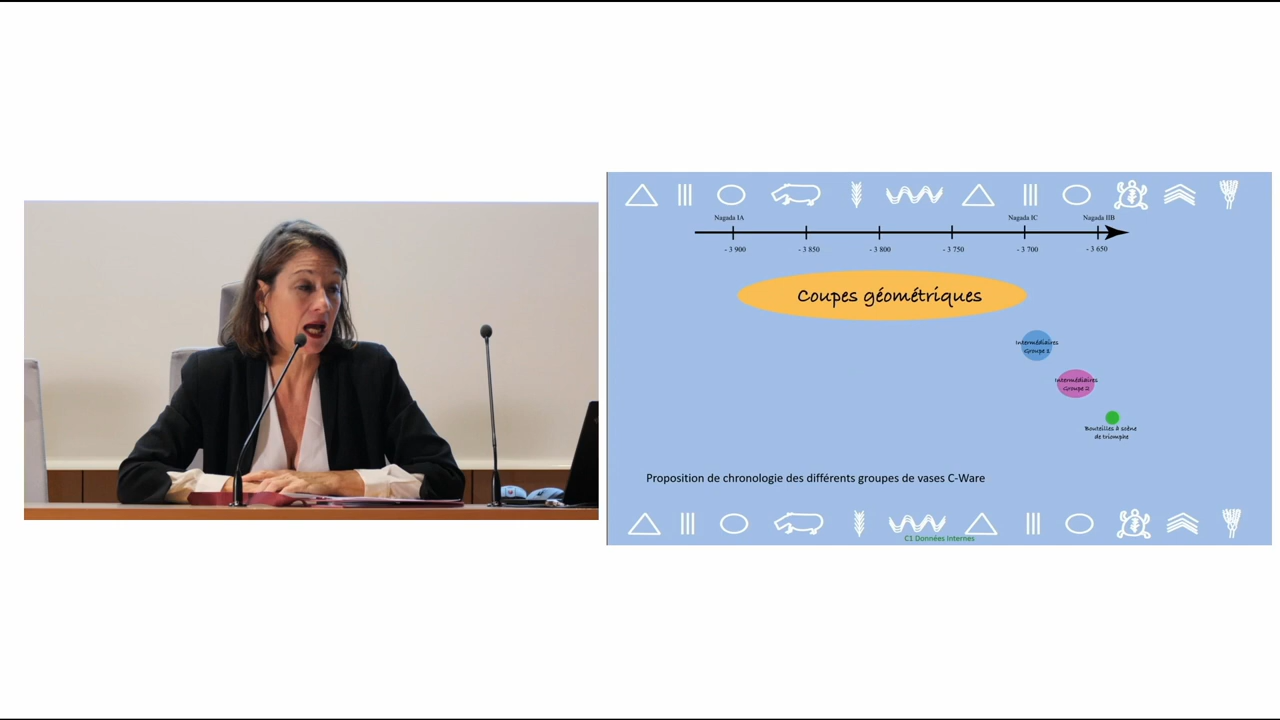 Nagada IA
Nagada IC
Nagada IIB
- 3 900
- 3 850
- 3 800
- 3 750
- 3 700
- 3 650
Coupes géométriques
Intermédiaires
Groupe 1
Intermédiaires
Groupe 2
Bouteilles à scène
de triomphe
Proposition de chronologie des différents groupes de vases C-Ware
C1 Données Internes